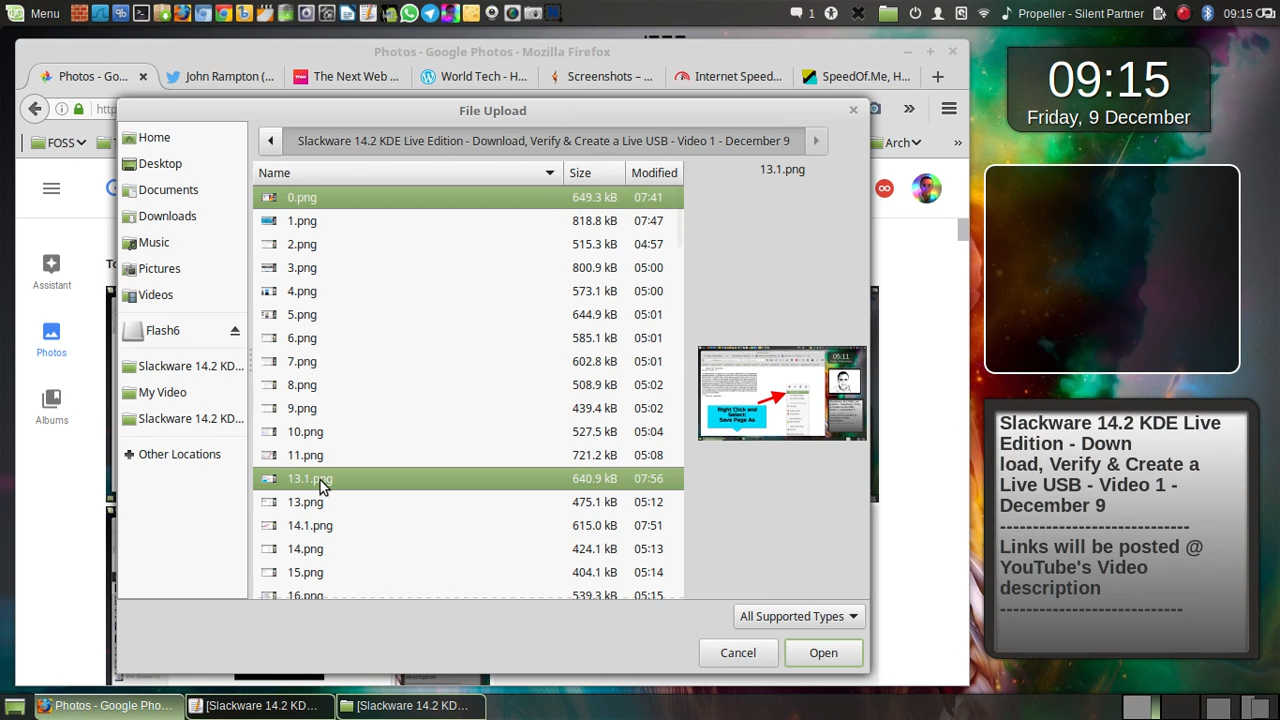 Menu
1
Propeller - Silent Partner
09:15
Photos - Google Photos - Mozilla Firefox
Photos - Go...
John Rampton (...
The Next Web ...
World Tech - H...
Screenshots – ...
Internet Speed...
SpeedOf.Me, H...
FOSS
Arch
File Upload
Home
Desktop
Documents
Downloads
Music
Pictures
Videos
Flash6
Slackware 14.2 KD...
My Video
Slackware 14.2 KD...
Other Locations
Slackware 14.2 KDE Live Edition - Download, Verify & Create a Live USB - Video 1 - December 9
Name Size Modified
0.png 649.3 kB 07:41
1.png 818.8 kB 07:47
2.png 515.3 kB 04:57
3.png 800.9 kB 05:00
4.png 573.1 kB 05:00
5.png 644.9 kB 05:01
6.png 585.1 kB 05:01
7.png 602.8 kB 05:01
8.png 508.9 kB 05:02
9.png 439.4 kB 05:02
10.png 527.5 kB 05:04
11.png 721.2 kB 05:08
13.1.png 640.9 kB 07:56
13.png 475.1 kB 05:12
14.1.png 615.0 kB 07:51
14.png 424.1 kB 05:13
15.png 404.1 kB 05:14
16.png 539.3 kB 05:15
13.1.png
05:11
Right Click and
Select:
Save Page As
All Supported Types
Cancel
Open
Assistant
Photos
Albums
09:15
Friday, 9 December
Slackware 14.2 KDE Live
Edition - Down
load, Verify & Create a
Live USB - Video 1 -
December 9
----------------------------
Links will be posted @
YouTube's Video
description
---------------------------
Photos - Google Pho...
[Slackware 14.2 KD...
[Slackware 14.2 KD...